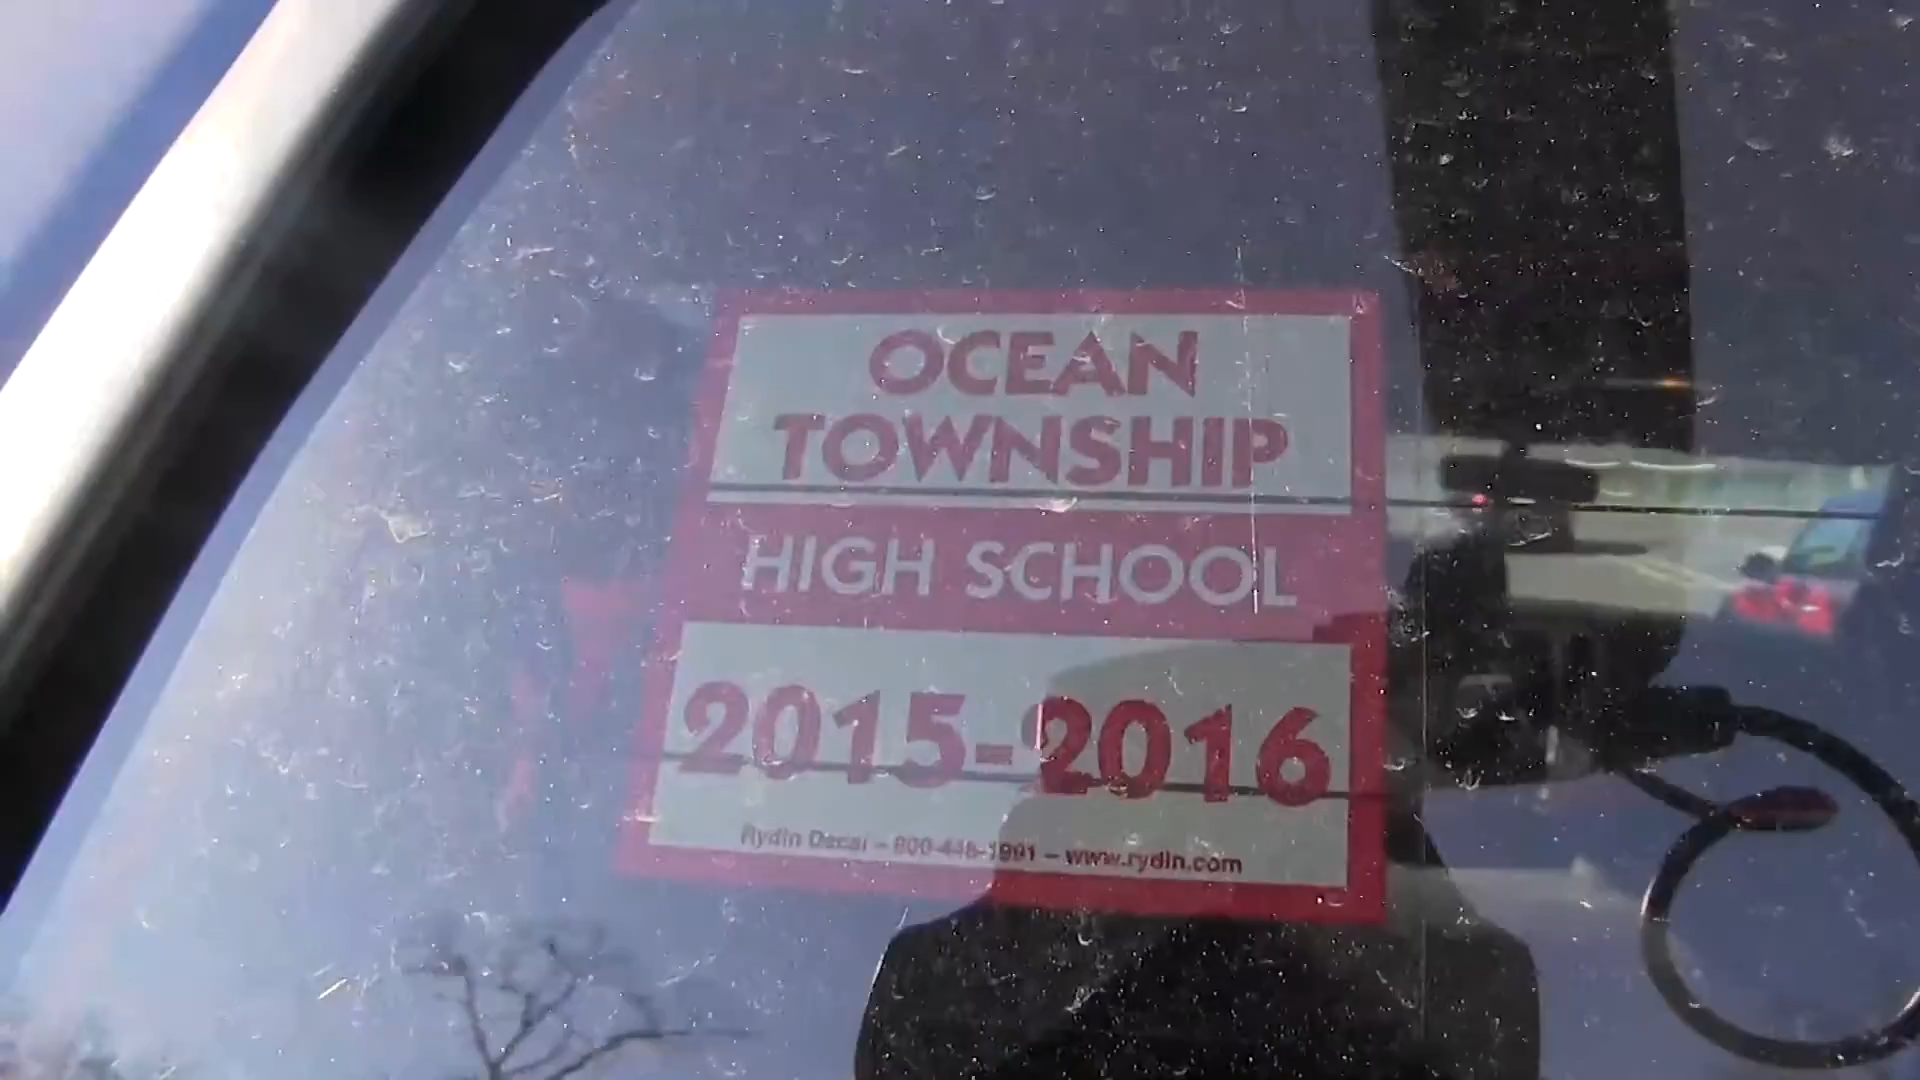 OCEAN
TOWNSHIP
HIGH SCHOOL
2015-2016
Rydin Decal – 800-448-1991 – www.rydin.com